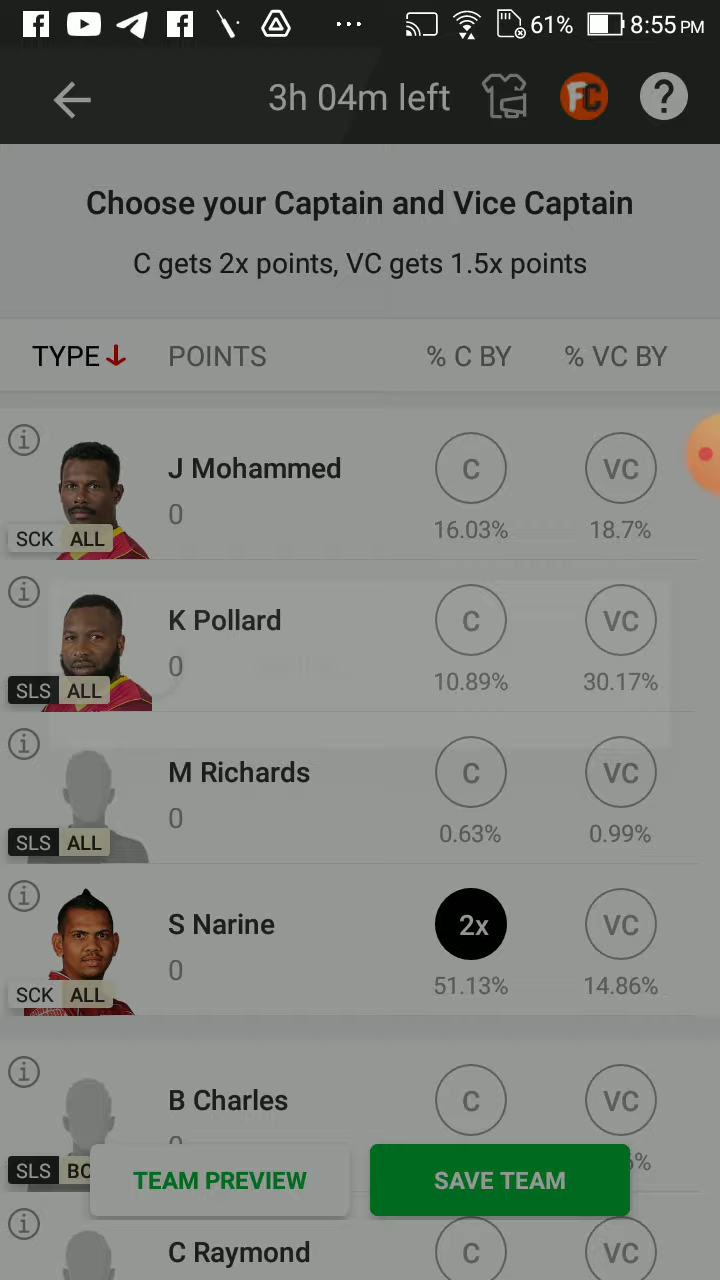 61% 8:55 PM
3h 04m left FC ?
Choose your Captain and Vice Captain
C gets 2x points, VC gets 1.5x points
TYPE POINTS % C BY % VC BY
J Mohammed C VC
0
16.03% 18.7%
SCK ALL
K Pollard C VC
0
10.89% 30.17%
SLS ALL
M Richards C VC
0
0.63% 0.99%
SLS ALL
S Narine 2x VC
0
51.13% 14.86%
SCK ALL
B Charles C VC
SLS
TEAM PREVIEW SAVE TEAM
C Raymond C VC